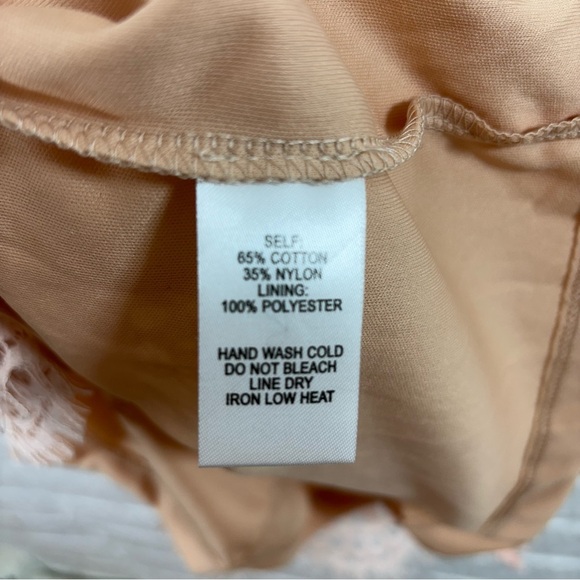 SELF:
65% COTTON
35% NYLON
LINING:
100% POLYESTER
HAND WASH COLD
DO NOT BLEACH
LINE DRY
IRON LOW HEAT